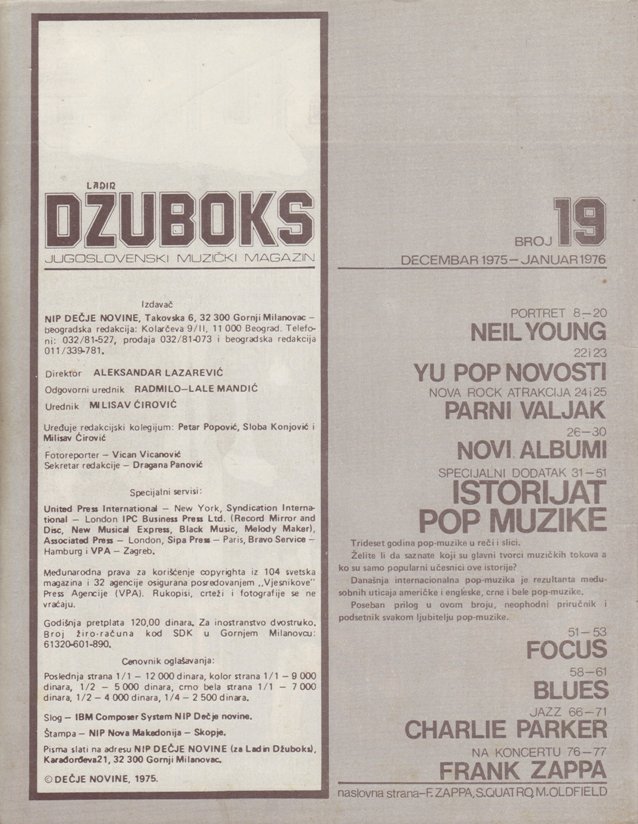 LADIN
DŽUBOKS
JUGOSLOVENSKI MUZIČKI MAGAZIN
Izdavač
NIP DEČJE NOVINE, Takovska 6, 32 300 Gornji Milanovac –
beogradska redakcija: Kolarčeva 9/II, 11 000 Beograd. Telefo-
ni: 032/81-527, prodaja 032/81-073 i beogradska redakcija
011/339-781.
Direktor ALEKSANDAR LAZAREVIĆ
Odgovorni urednik RADMILO–LALE MANDIĆ
Urednik MILISAV ĆIROVIĆ
Uređuje redakcijski kolegijum: Petar Popović, Sloba Konjović i
Milisav Ćirović
Fotoreporter – Vican Vicanović
Sekretar redakcije – Dragana Panović
Specijalni servisi:
United Press International – New York, Syndication Interna-
tional – London IPC Business Press Ltd. (Record Mirror and
Disc, New Musical Express, Black Music, Melody Maker),
Associated Press – London, Sipa Press – Paris, Bravo Service –
Hamburg i VPA – Zagreb.
Međunarodna prava za korišćenje copyrighta iz 104 svetska
magazina i 32 agencije osigurana posredovanjem „Vjesnikove"
Press Agencije (VPA). Rukopisi, crteži i fotografije se ne
vraćaju.
Godišnja pretplata 120,00 dinara. Za inostranstvo dvostruko.
Broj žiro-računa kod SDK u Gornjem Milanovcu:
61320-601-890.
Cenovnik oglašavanja:
Poslednja strana 1/1 – 12 000 dinara, kolor strana 1/1 – 9 000
dinara, 1/2 – 5 000 dinara, crno bela strana 1/1 – 7 000
dinara, 1/2 – 4 000 dinara, 1/4 – 2 500 dinara.
Slog – IBM Composer System NIP Dečje novine.
Štampa – NIP Nova Makedonija – Skopje.
Pisma slati na adresu NIP DEČJE NOVINE (za Ladin Džuboks),
Karađorđeva21, 32 300 Gornji Milanovac.
© DEČJE NOVINE, 1975.
BROJ 19
DECEMBAR 1975–JANUAR 1976
PORTRET 8–20
NEIL YOUNG
22i23
YU POP NOVOSTI
NOVA ROCK ATRAKCIJA 24i25
PARNI VALJAK
26–30
NOVI ALBUMI
SPECIJALNI DODATAK 31–51
ISTORIJAT
POP MUZIKE
Trideset godina pop-muzike u reči i slici.
Želite li da saznate koji su glavni tvorci muzičkih tokova a
ko su samo popularni učesnici ove istorije?
Današnja internacionalna pop-muzika je rezultanta među-
sobnih uticaja američke i engleske, crne i bele pop-muzike.
Poseban prilog u ovom broju, neophodni priručnik i
podsetnik svakom ljubitelju pop-muzike.
51–53
FOCUS
58–61
BLUES
JAZZ 66–71
CHARLIE PARKER
NA KONCERTU 76–77
FRANK ZAPPA
naslovna strana–F.ZAPPA, S.QUATRO, M.OLDFIELD